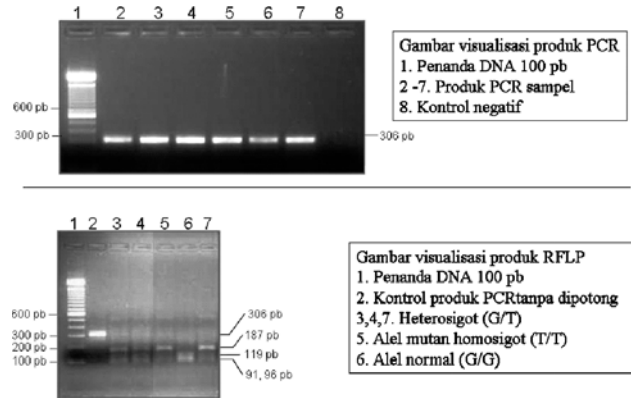 1 2 3 4 5 6 7 8
600 pb
300 pb
306 pb
Gambar visualisasi produk PCR
1. Penanda DNA 100 pb
2 -7. Produk PCR sampel
8. Kontrol negatif
1 2 3 4 5 6 7
600 pb
300 pb
200 pb
100 pb
306 pb
187 pb
119 pb
91, 96 pb
Gambar visualisasi produk RFLP
1. Penanda DNA 100 pb
2. Kontrol produk PCRtanpa dipotong
3,4,7. Heterosigot (G/T)
5. Alel mutan homosigot (T/T)
6. Alel normal (G/G)